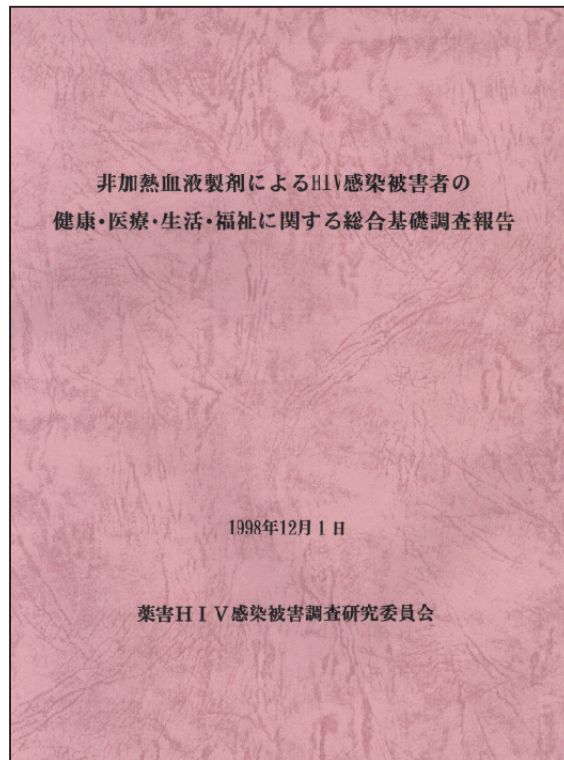 非加熱血液製剤によるHIV感染被害者の
健康・医療・生活・福祉に関する総合基礎調査報告
1998年12月1日
薬害HIV感染被害調査研究委員会